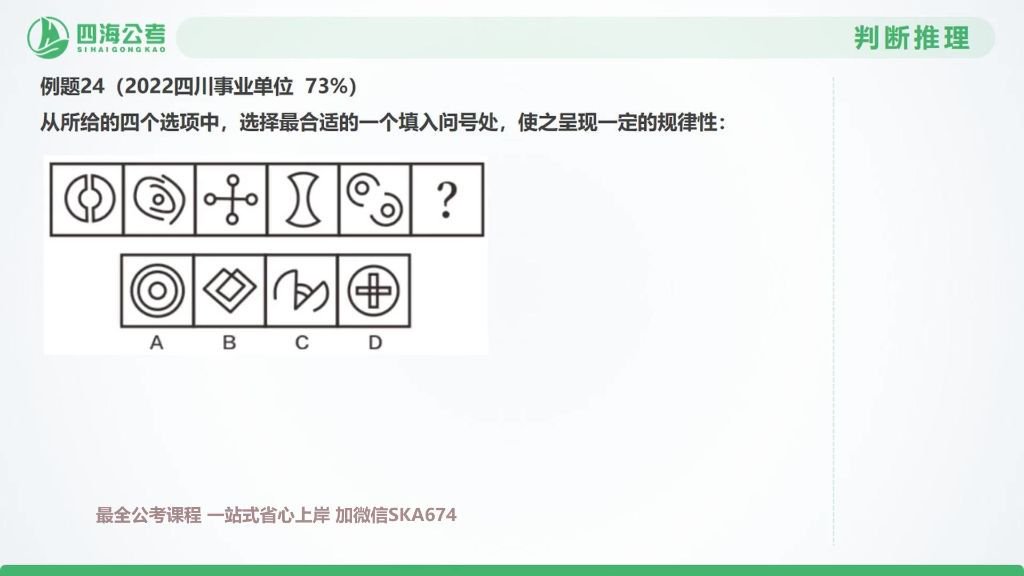 四海公考
SIHAIGONGKAO
判断推理
例题24（2022四川事业单位 73%）
从所给的四个选项中，选择最合适的一个填入问号处，使之呈现一定的规律性：
?
A B C D
最全公考课程 一站式省心上岸 加微信SKA674